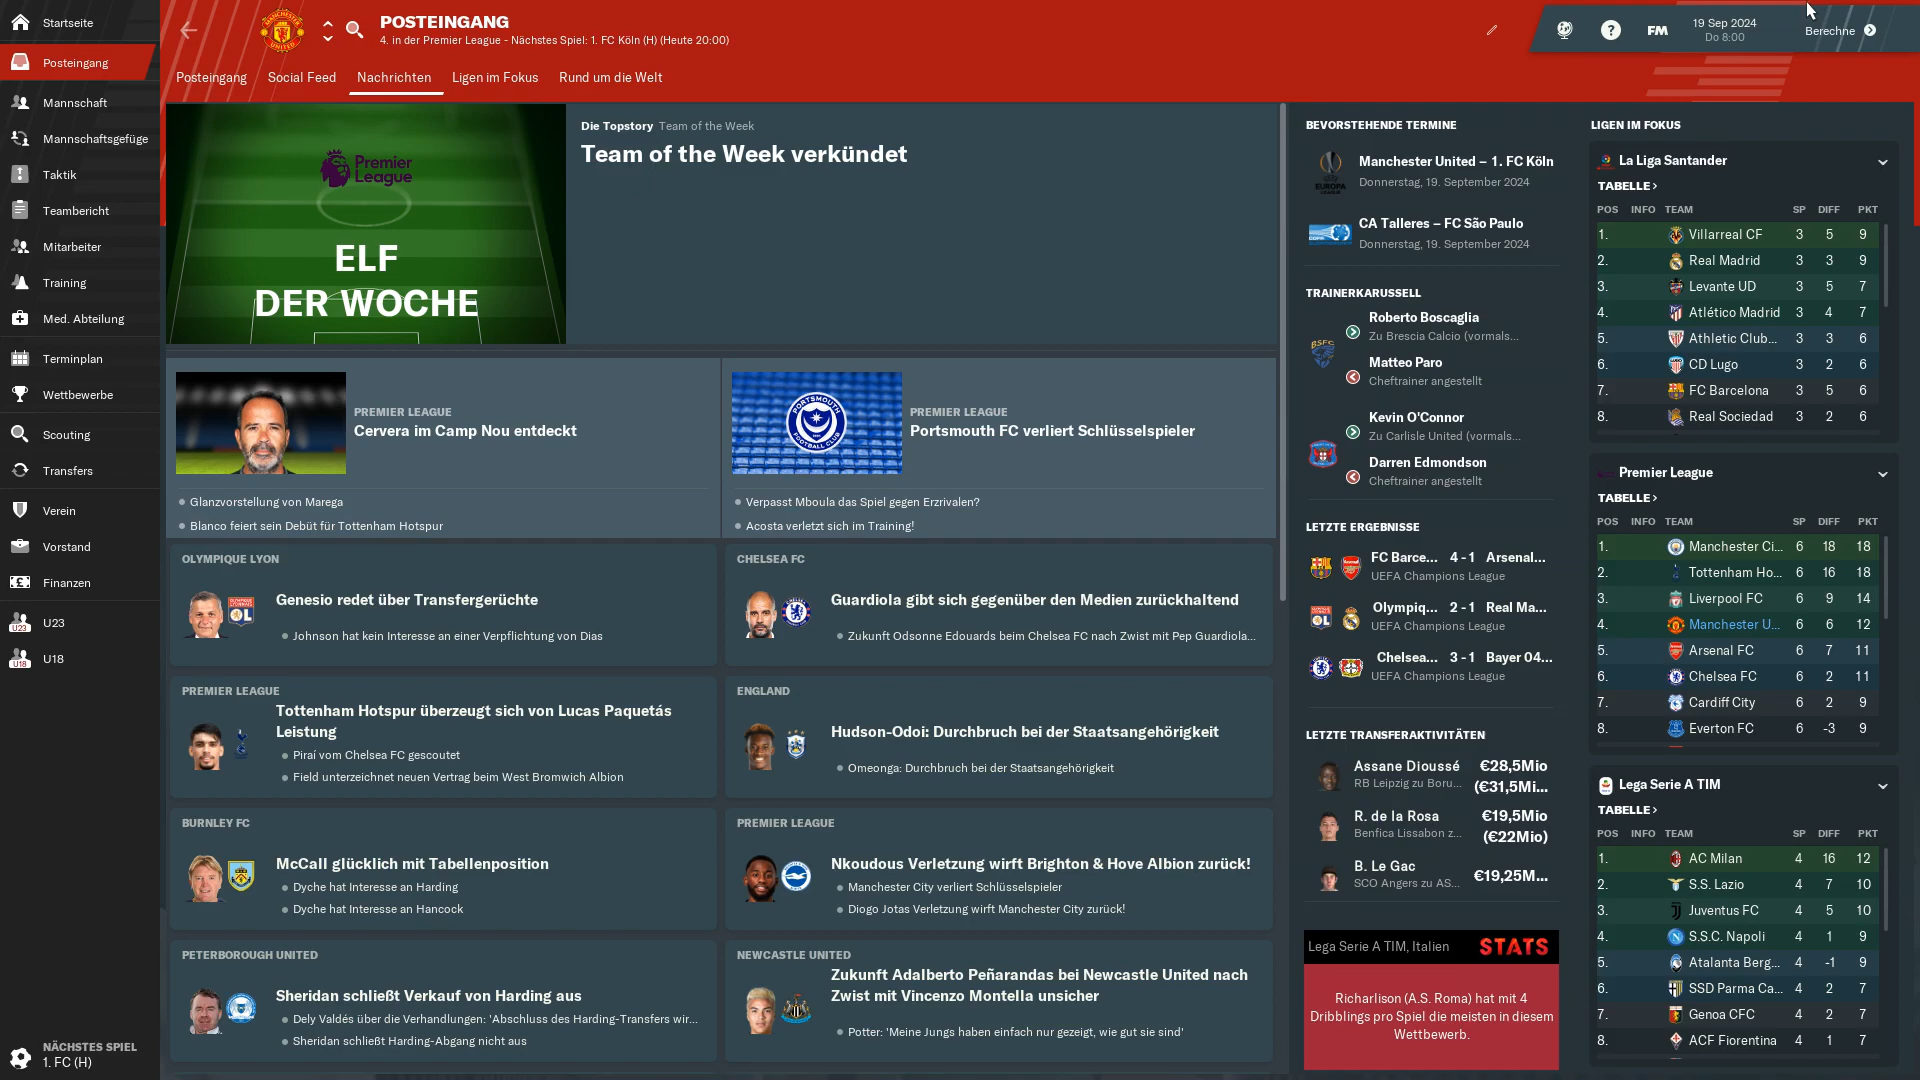 Startseite
Posteingang
Mannschaft
Mannschaftsgefüge
Taktik
Teambericht
Mitarbeiter
Training
Med. Abteilung
Terminplan
Wettbewerbe
Scouting
Transfers
Verein
Vorstand
Finanzen
U23
U23
U18
U18
NÄCHSTES SPIEL
1. FC (H)
POSTEINGANG
4. in der Premier League - Nächstes Spiel: 1. FC Köln (H) (Heute 20:00)
FM
19 Sep 2024
Do 8:00
Berechne
Posteingang Social Feed Nachrichten Ligen im Fokus Rund um die Welt
Premier
League
ELF
DER WOCHE
Die Topstory Team of the Week
Team of the Week verkündet
PREMIER LEAGUE
Cervera im Camp Nou entdeckt
Glanzvorstellung von Marega
Blanco feiert sein Debüt für Tottenham Hotspur
PORTSMOUTH
FOOTBALL CLUB
PREMIER LEAGUE
Portsmouth FC verliert Schlüsselspieler
Verpasst Mboula das Spiel gegen Erzrivalen?
Acosta verletzt sich im Training!
OLYMPIQUE LYON
Genesio redet über Transfergerüchte
Johnson hat kein Interesse an einer Verpflichtung von Dias
CHELSEA FC
Guardiola gibt sich gegenüber den Medien zurückhaltend
Zukunft Odsonne Edouards beim Chelsea FC nach Zwist mit Pep Guardiola...
PREMIER LEAGUE
Tottenham Hotspur überzeugt sich von Lucas Paquetás
Leistung
Piraí vom Chelsea FC gescoutet
Field unterzeichnet neuen Vertrag beim West Bromwich Albion
ENGLAND
Hudson-Odoi: Durchbruch bei der Staatsangehörigkeit
Omeonga: Durchbruch bei der Staatsangehörigkeit
BURNLEY FC
McCall glücklich mit Tabellenposition
Dyche hat Interesse an Harding
Dyche hat Interesse an Hancock
PREMIER LEAGUE
Nkoudous Verletzung wirft Brighton & Hove Albion zurück!
Manchester City verliert Schlüsselspieler
Diogo Jotas Verletzung wirft Manchester City zurück!
PETERBOROUGH UNITED
Sheridan schließt Verkauf von Harding aus
Dely Valdés über die Verhandlungen: 'Abschluss des Harding-Transfers wir...
Sheridan schließt Harding-Abgang nicht aus
NEWCASTLE UNITED
Zukunft Adalberto Peñarandas bei Newcastle United nach
Zwist mit Vincenzo Montella unsicher
Potter: 'Meine Jungs haben einfach nur gezeigt, wie gut sie sind'
BEVORSTEHENDE TERMINE
EUROPA
LEAGUE
Manchester United – 1. FC Köln
Donnerstag, 19. September 2024
CA Talleres – FC São Paulo
Donnerstag, 19. September 2024
TRAINERKARUSSELL
BSFC
Roberto Boscaglia
Zu Brescia Calcio (vormals...
Matteo Paro
Cheftrainer angestellt
Kevin O'Connor
Zu Carlisle United (vormals...
Darren Edmondson
Cheftrainer angestellt
LETZTE ERGEBNISSE
FC Barce... 4 - 1 Arsenal...
UEFA Champions League
Olympiq... 2 - 1 Real Ma...
UEFA Champions League
Chelsea... 3 - 1 Bayer 04...
UEFA Champions League
LETZTE TRANSFERAKTIVITÄTEN
Assane Dioussé €28,5Mio
RB Leipzig zu Boru... (€31,5Mi...
R. de la Rosa €19,5Mio
Benfica Lissabon z... (€22Mio)
B. Le Gac €19,25M...
SCO Angers zu AS...
Lega Serie A TIM, Italien STATS
Richarlison (A.S. Roma) hat mit 4
Dribblings pro Spiel die meisten in diesem
Wettbewerb.
LIGEN IM FOKUS
La Liga Santander
TABELLE >
POS INFO TEAM SP DIFF PKT
1. Villarreal CF 3 5 9
2. Real Madrid 3 3 9
3. Levante UD 3 5 7
4. Atlético Madrid 3 4 7
5. Athletic Club... 3 3 6
6. CD Lugo 3 2 6
7. FC Barcelona 3 5 6
8. Real Sociedad 3 2 6
Premier League
TABELLE >
POS INFO TEAM SP DIFF PKT
1. Manchester Ci... 6 18 18
2. Tottenham Ho... 6 16 18
3. Liverpool FC 6 9 14
4. Manchester U... 6 6 12
5. Arsenal FC 6 7 11
6. Chelsea FC 6 2 11
7. Cardiff City 6 2 9
8. Everton FC 6 -3 9
Lega Serie A TIM
TABELLE >
POS INFO TEAM SP DIFF PKT
1. AC Milan 4 16 12
2. S.S. Lazio 4 7 10
3. Juventus FC 4 5 10
4. S.S.C. Napoli 4 1 9
5. Atalanta Berg... 4 -1 9
6. SSD Parma Ca... 4 2 7
7. Genoa CFC 4 2 7
8. ACF Fiorentina 4 1 7